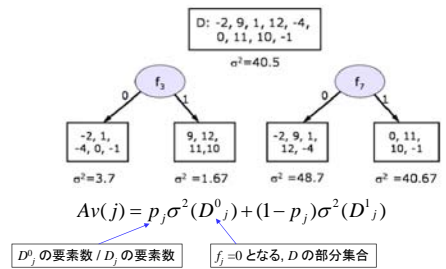 D: -2, 9, 1, 12, -4,
0, 11, 10, -1
σ²=40.5
f₃
f₇
0
1
0
1
-2, 1,
-4, 0, -1
9, 12,
11,10
-2, 9, 1,
12, -4
0, 11,
10, -1
σ²=3.7
σ²=1.67
σ²=48.7
σ²=40.67
Av(j) = p_j σ²(D⁰_j) + (1 − p_j) σ²(D¹_j)
D⁰_j の要素数 / D_j の要素数
f_j =0 となる, D の部分集合